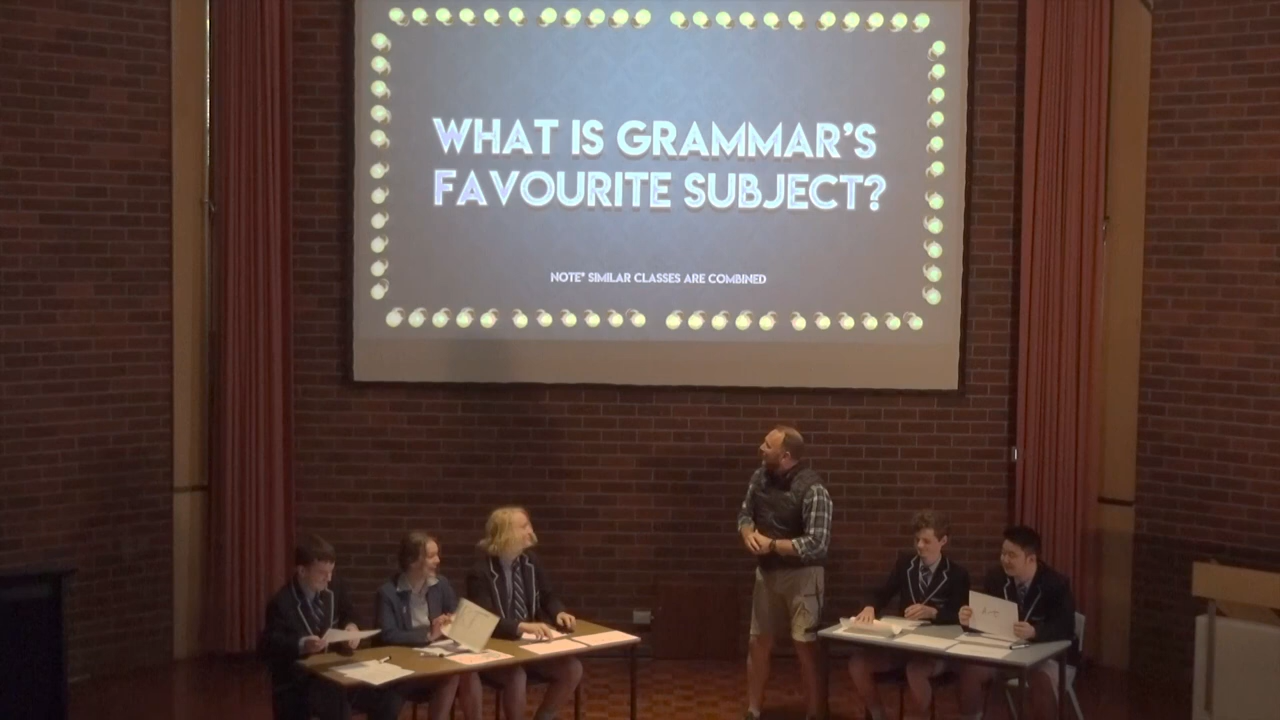 WHAT IS GRAMMAR'S
FAVOURITE SUBJECT?
NOTE* SIMILAR CLASSES ARE COMBINED